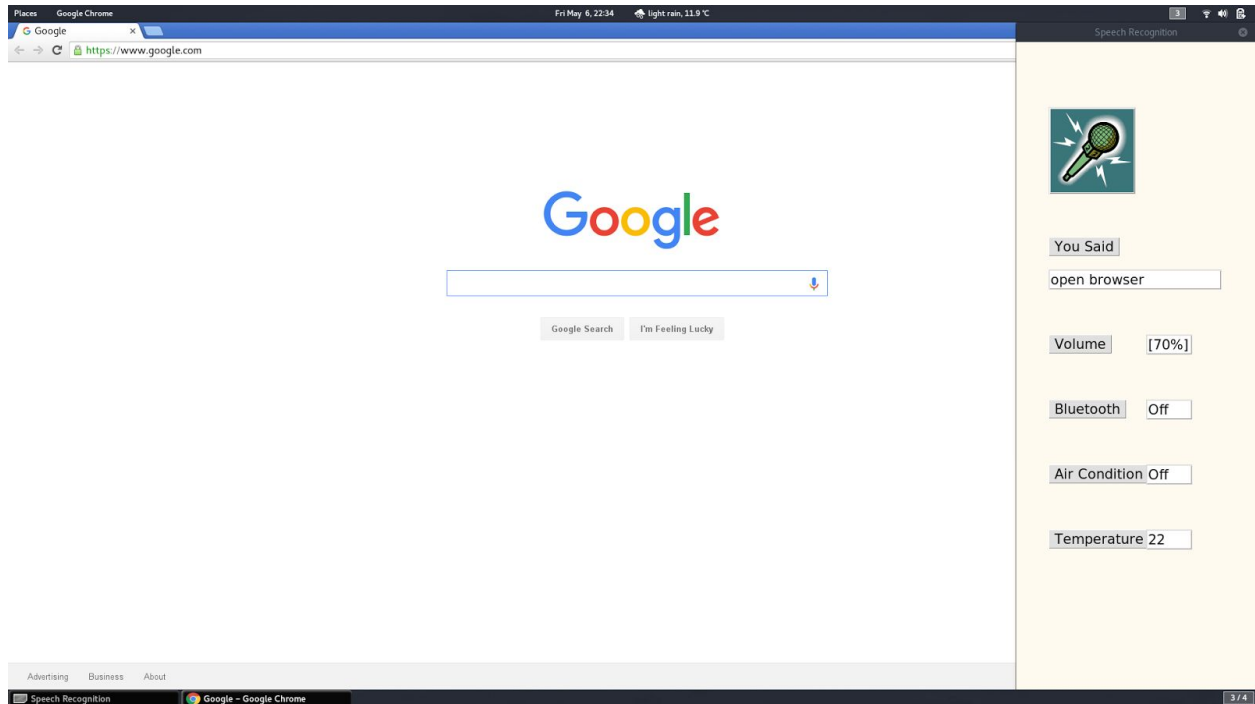 Places Google Chrome Fri May 6, 22:34 light rain, 11.9 °C 3
G Google Speech Recognition
https://www.google.com
Google
Google Search I'm Feeling Lucky
Advertising Business About
You Said
open browser
Volume [70%]
Bluetooth Off
Air Condition Off
Temperature 22
Speech Recognition Google - Google Chrome 3 / 4